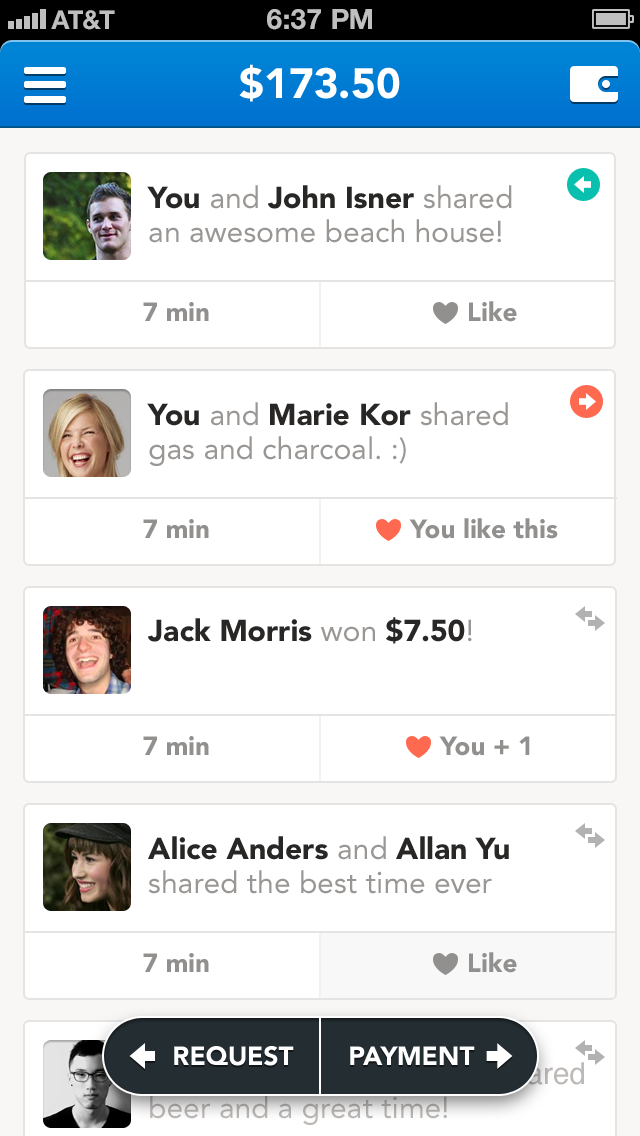 AT&T 6:37 PM
$173.50
You and John Isner shared
an awesome beach house!
7 min Like
You and Marie Kor shared
gas and charcoal. :)
7 min You like this
Jack Morris won $7.50!
7 min You + 1
Alice Anders and Allan Yu
shared the best time ever
7 min Like
REQUEST PAYMENT
beer and a great time!